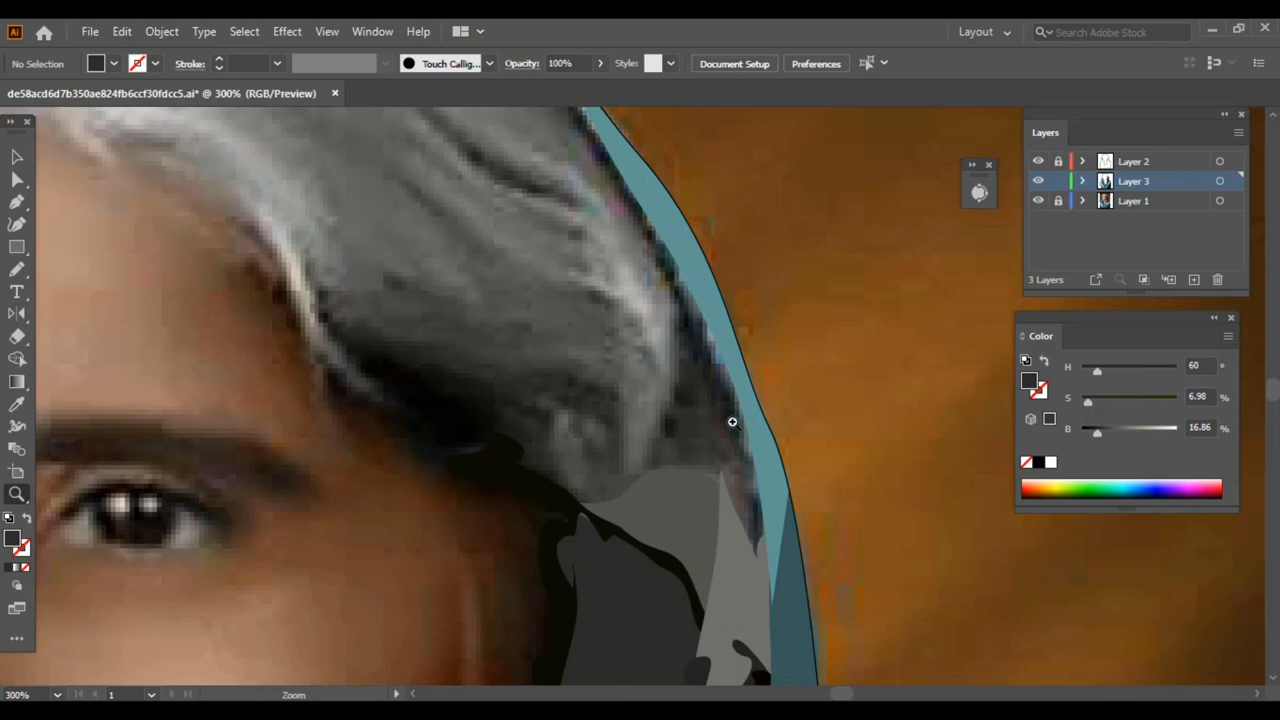 Ai File Edit Object Type Select Effect View Window Help Layout Search Adobe Stock
No Selection Stroke: Touch Callig... Opacity: 100% Style: Document Setup Preferences
de58acd6d7b350ae824fb6ccf30fdcc5.ai* @ 300% (RGB/Preview)
Layers
Layer 2
Layer 3
Layer 1
3 Layers
Color
H 60 °
S 6.98 %
B 16.86 %
300% 1 Zoom